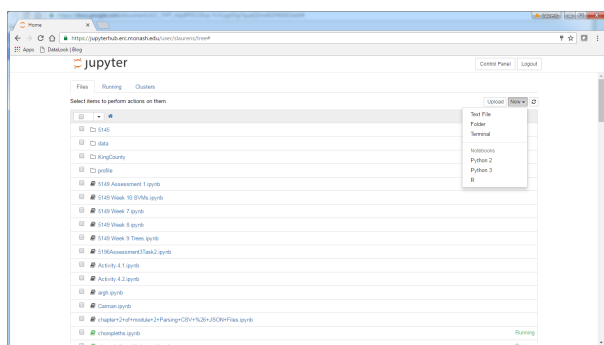 Home
https://jupyterhub.erc.monash.edu/user/slaurens/tree#
Apps DataLook | Blog
jupyter
Control Panel Logout
Files Running Clusters
Select items to perform actions on them.
Upload New
Text File
Folder
Terminal
Notebooks
Python 2
Python 3
R
5145
data
KingCounty
profile
5149 Assessment 1.ipynb
5149 Week 10 SVMs.ipynb
5149 Week 7.ipynb
5149 Week 8.ipynb
5149 Week 9 Trees.ipynb
5196Assessment3Task2.ipynb
Activity 4.1.ipynb
Activity 4.2.ipynb
argh.ipynb
Caiman.ipynb
chapter+2+of+module+2+Parsing+CSV+%26+JSON+Files.ipynb
choropleths.ipynb Running